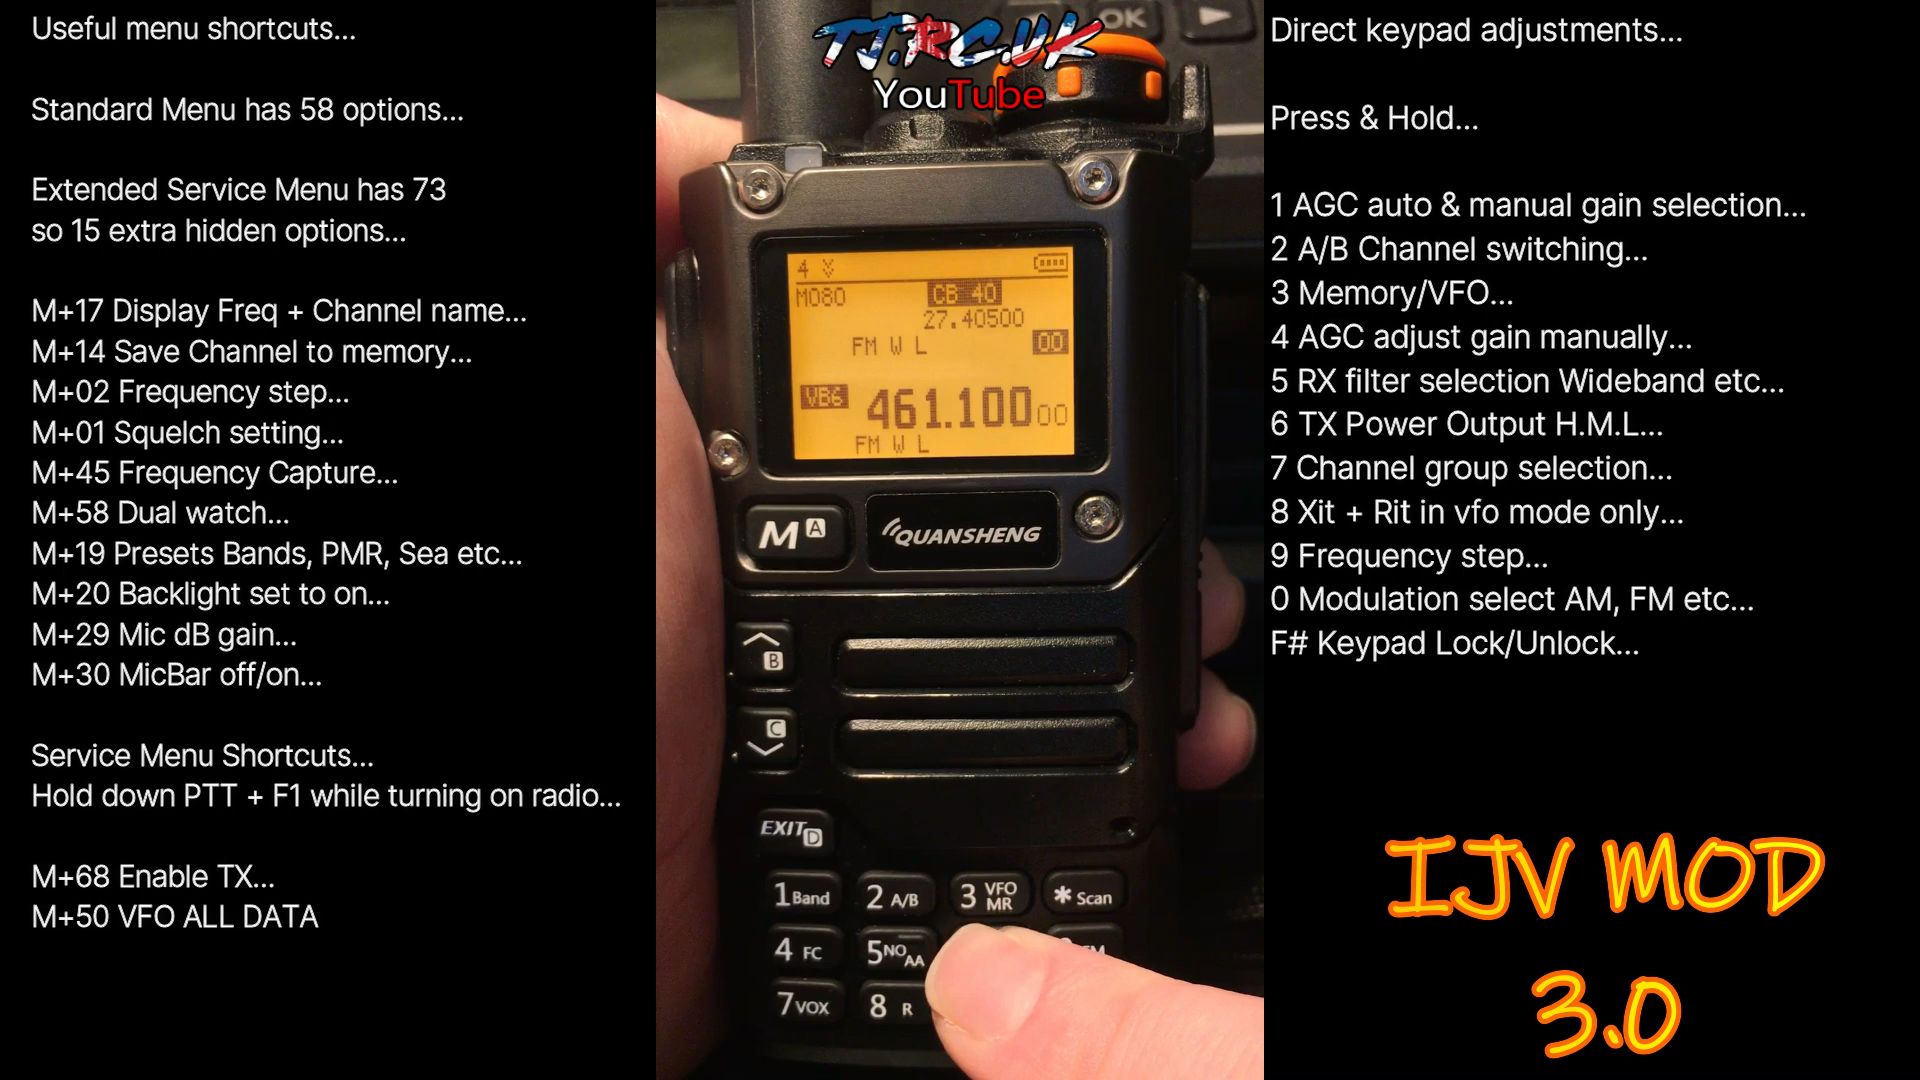 Useful menu shortcuts...
Standard Menu has 58 options...
Extended Service Menu has 73
so 15 extra hidden options...
M+17 Display Freq + Channel name...
M+14 Save Channel to memory...
M+02 Frequency step...
M+01 Squelch setting...
M+45 Frequency Capture...
M+58 Dual watch...
M+19 Presets Bands, PMR, Sea etc...
M+20 Backlight set to on...
M+29 Mic dB gain...
M+30 MicBar off/on...
Service Menu Shortcuts...
Hold down PTT + F1 while turning on radio...
M+68 Enable TX...
M+50 VFO ALL DATA
TJ.RC.UK
YouTube
OK
4
M080 CB 40
27.40500
FM W L 00
VB6 461.10000
FM W L
M A QUANSHENG
B
C
EXIT D
1 Band 2 A/B 3 VFO MR * Scan
4 FC 5 NO AA
7 VOX 8 R
Direct keypad adjustments...
Press & Hold...
1 AGC auto & manual gain selection...
2 A/B Channel switching...
3 Memory/VFO...
4 AGC adjust gain manually...
5 RX filter selection Wideband etc...
6 TX Power Output H.M.L...
7 Channel group selection...
8 Xit + Rit in vfo mode only...
9 Frequency step...
0 Modulation select AM, FM etc...
F# Keypad Lock/Unlock...
IJV MOD
3.0